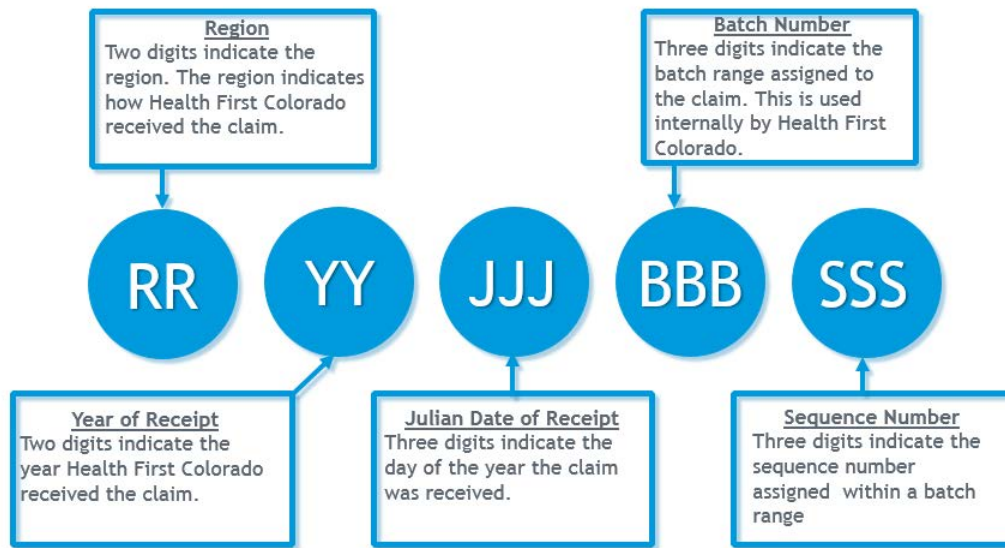 Region
Two digits indicate the
region. The region indicates
how Health First Colorado
received the claim.
Batch Number
Three digits indicate the
batch range assigned to
the claim. This is used
internally by Health First
Colorado.
RR
YY
JJJ
BBB
SSS
Year of Receipt
Two digits indicate the
year Health First Colorado
received the claim.
Julian Date of Receipt
Three digits indicate the
day of the year the claim
was received.
Sequence Number
Three digits indicate the
sequence number
assigned within a batch
range